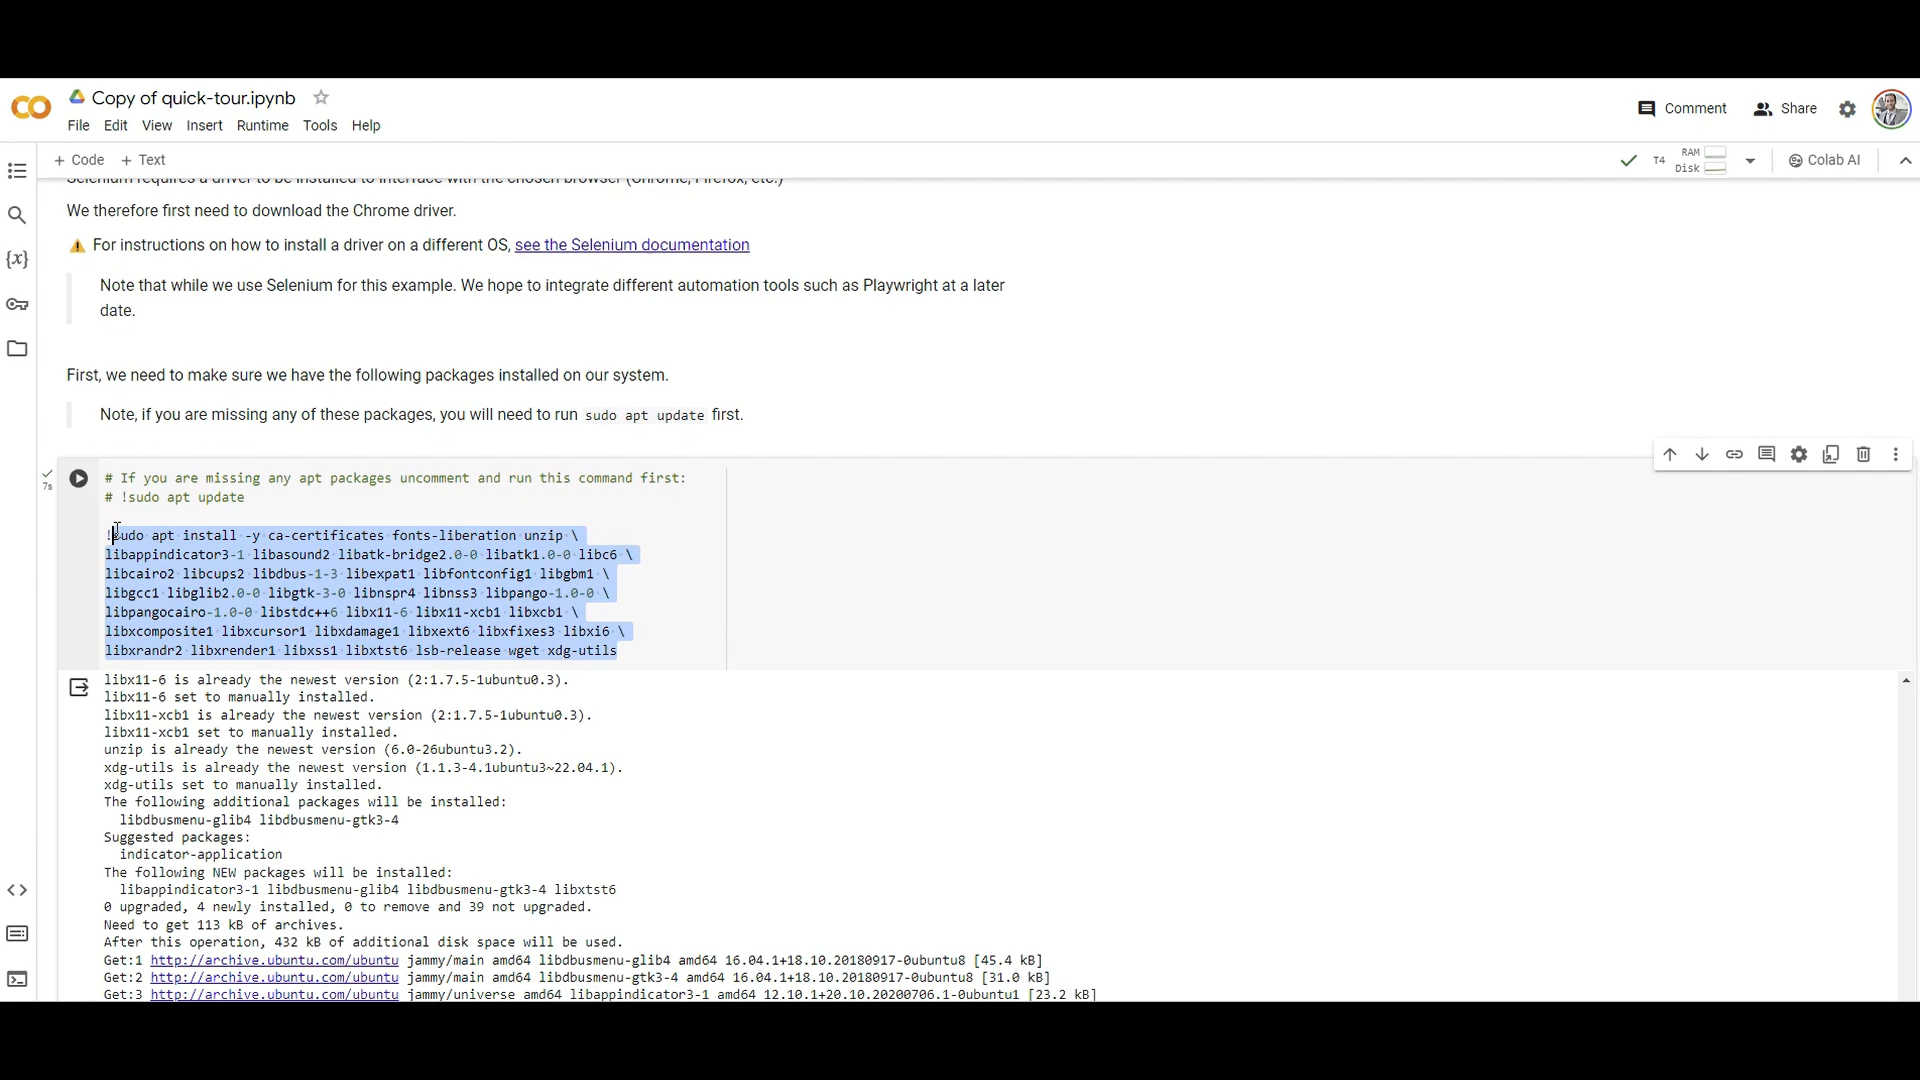 Copy of quick-tour.ipynb
File Edit View Insert Runtime Tools Help
Comment
Share
+ Code + Text
T4
RAM
Disk
Colab AI
Selenium requires a driver to be installed to interface with the chosen browser (Chrome, Firefox, etc.)
We therefore first need to download the Chrome driver.
⚠️ For instructions on how to install a driver on a different OS, see the Selenium documentation
Note that while we use Selenium for this example. We hope to integrate different automation tools such as Playwright at a later
date.
First, we need to make sure we have the following packages installed on our system.
Note, if you are missing any of these packages, you will need to run sudo apt update first.
7s
# If you are missing any apt packages uncomment and run this command first:
# !sudo apt update
!sudo apt install -y ca-certificates fonts-liberation unzip \
libappindicator3-1 libasound2 libatk-bridge2.0-0 libatk1.0-0 libc6 \
libcairo2 libcups2 libdbus-1-3 libexpat1 libfontconfig1 libgbm1 \
libgcc1 libglib2.0-0 libgtk-3-0 libnspr4 libnss3 libpango-1.0-0 \
libpangocairo-1.0-0 libstdc++6 libx11-6 libx11-xcb1 libxcb1 \
libxcomposite1 libxcursor1 libxdamage1 libxext6 libxfixes3 libxi6 \
libxrandr2 libxrender1 libxss1 libxtst6 lsb-release wget xdg-utils
libx11-6 is already the newest version (2:1.7.5-1ubuntu0.3).
libx11-6 set to manually installed.
libx11-xcb1 is already the newest version (2:1.7.5-1ubuntu0.3).
libx11-xcb1 set to manually installed.
unzip is already the newest version (6.0-26ubuntu3.2).
xdg-utils is already the newest version (1.1.3-4.1ubuntu3~22.04.1).
xdg-utils set to manually installed.
The following additional packages will be installed:
libdbusmenu-glib4 libdbusmenu-gtk3-4
Suggested packages:
indicator-application
The following NEW packages will be installed:
libappindicator3-1 libdbusmenu-glib4 libdbusmenu-gtk3-4 libxtst6
0 upgraded, 4 newly installed, 0 to remove and 39 not upgraded.
Need to get 113 kB of archives.
After this operation, 432 kB of additional disk space will be used.
Get:1 http://archive.ubuntu.com/ubuntu jammy/main amd64 libdbusmenu-glib4 amd64 16.04.1+18.10.20180917-0ubuntu8 [45.4 kB]
Get:2 http://archive.ubuntu.com/ubuntu jammy/main amd64 libdbusmenu-gtk3-4 amd64 16.04.1+18.10.20180917-0ubuntu8 [31.0 kB]
Get:3 http://archive.ubuntu.com/ubuntu jammy/universe amd64 libappindicator3-1 amd64 12.10.1+20.10.20200706.1-0ubuntu1 [23.2 kB]